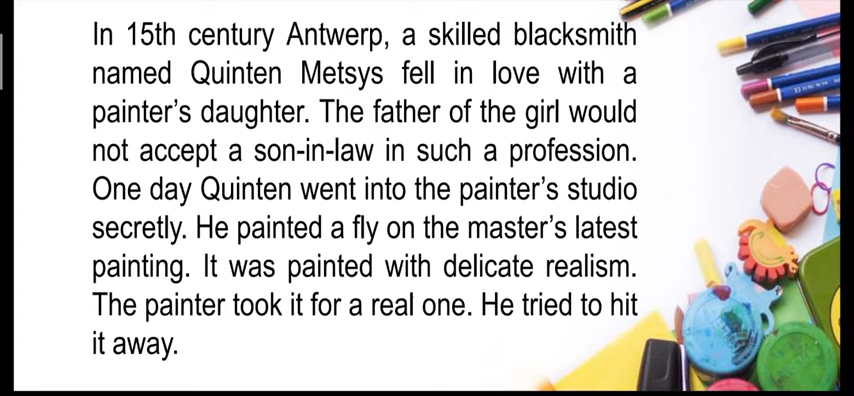 In 15th century Antwerp, a skilled blacksmith
named Quinten Metsys fell in love with a
painter’s daughter. The father of the girl would
not accept a son-in-law in such a profession.
One day Quinten went into the painter’s studio
secretly. He painted a fly on the master’s latest
painting. It was painted with delicate realism.
The painter took it for a real one. He tried to hit
it away.